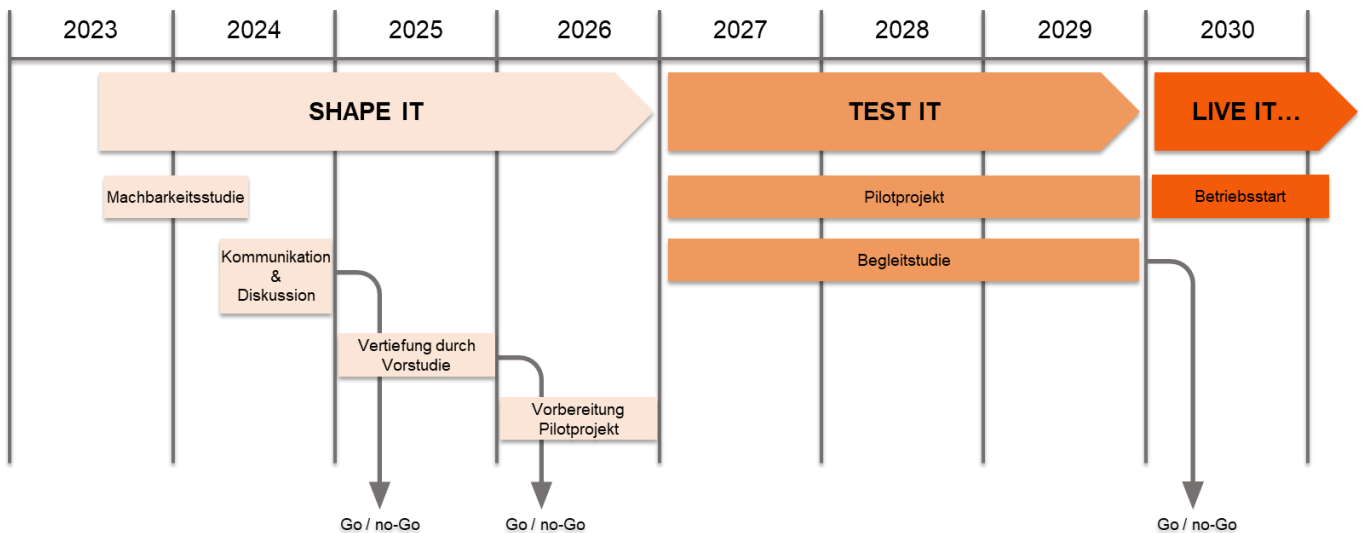 2023 2024 2025 2026 2027 2028 2029 2030
SHAPE IT TEST IT LIVE IT...
Machbarkeitsstudie Pilotprojekt Betriebsstart
Kommunikation
&
Diskussion
Begleitstudie
Vertiefung durch
Vorstudie
Vorbereitung
Pilotprojekt
Go / no-Go Go / no-Go Go / no-Go